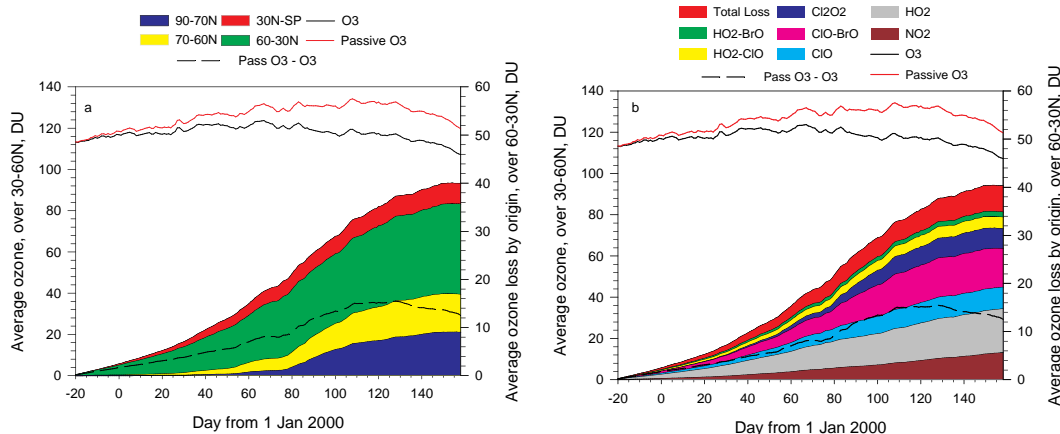 90-70N 30N-SP O3
70-60N 60-30N Passive O3
Pass O3 - O3
a
140
120
100
80
60
40
20
0
60
50
40
30
20
10
0
-20 0 20 40 60 80 100 120 140
Average ozone, over 30-60N, DU
Average ozone loss by origin, over 60-30N, DU
Day from 1 Jan 2000
Total Loss Cl2O2 HO2
HO2-BrO ClO-BrO NO2
HO2-ClO ClO O3
Pass O3 - O3 Passive O3
b
140
120
100
80
60
40
20
0
60
50
40
30
20
10
0
-20 0 20 40 60 80 100 120 140
Average ozone, over 30-60N, DU
Average ozone loss by origin, over 60-30N, DU
Day from 1 Jan 2000